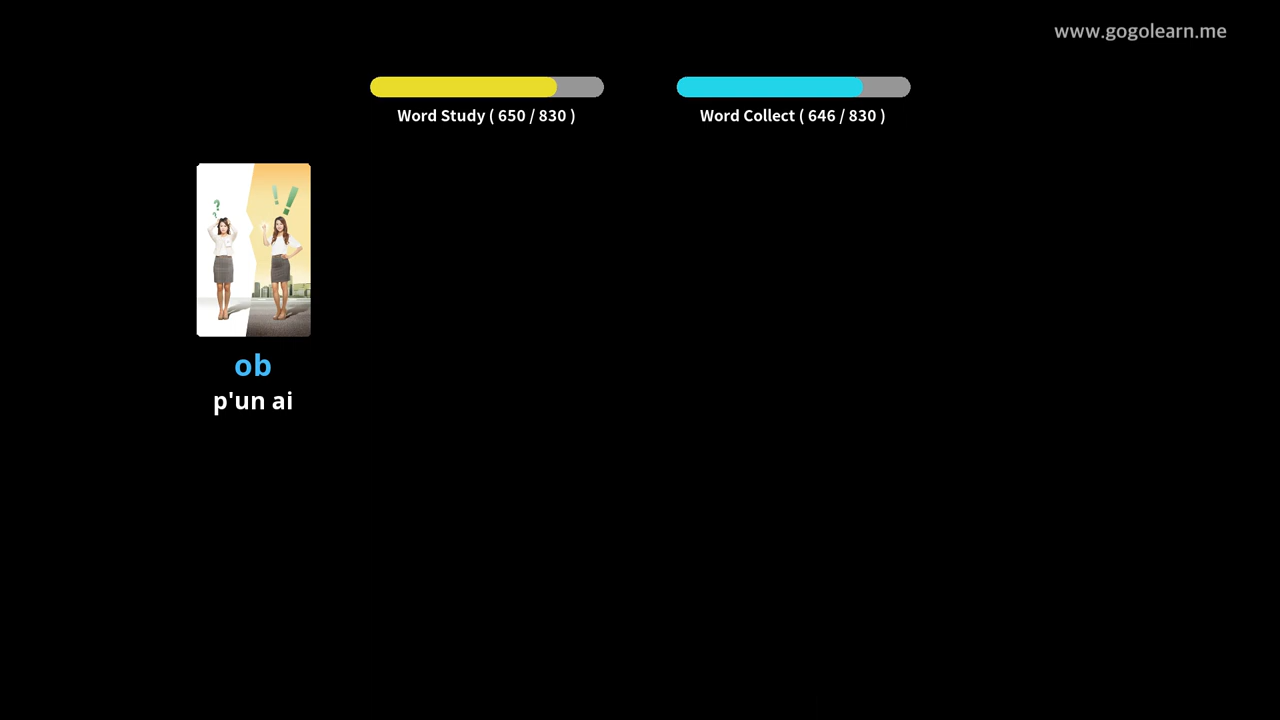 www.gogolearn.me
Word Study ( 650 / 830 )
Word Collect ( 646 / 830 )
? ? ! !
ob
p'un ai